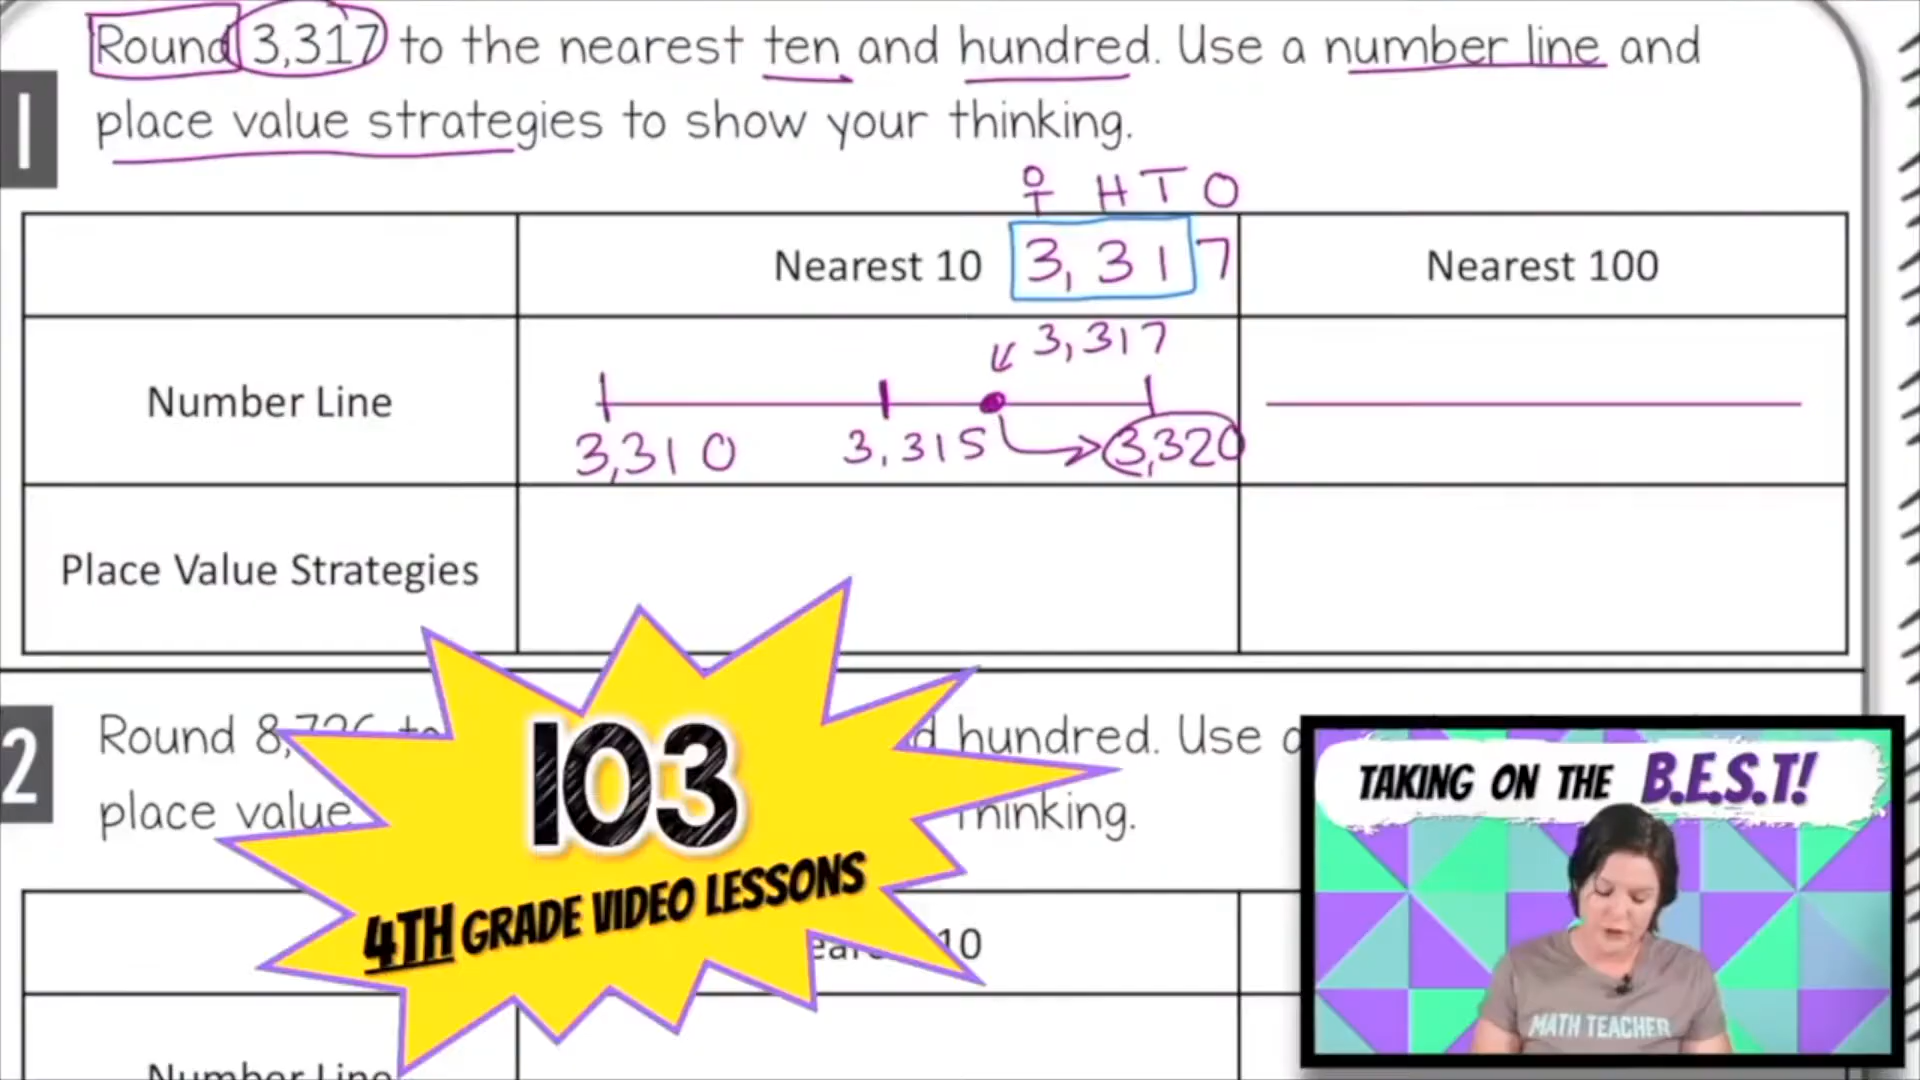 Round 3,317 to the nearest ten and hundred. Use a number line and
1
place value strategies to show your thinking.
O T H T O
Nearest 10 3,317 Nearest 100
3,317
Number Line
3,310 3,315 3,320
Place Value Strategies
2
Round hundred. Use
place value thinking.
103
4TH GRADE VIDEO LESSONS
10
Number Line
TAKING ON THE B.E.S.T!
MATH TEACHER